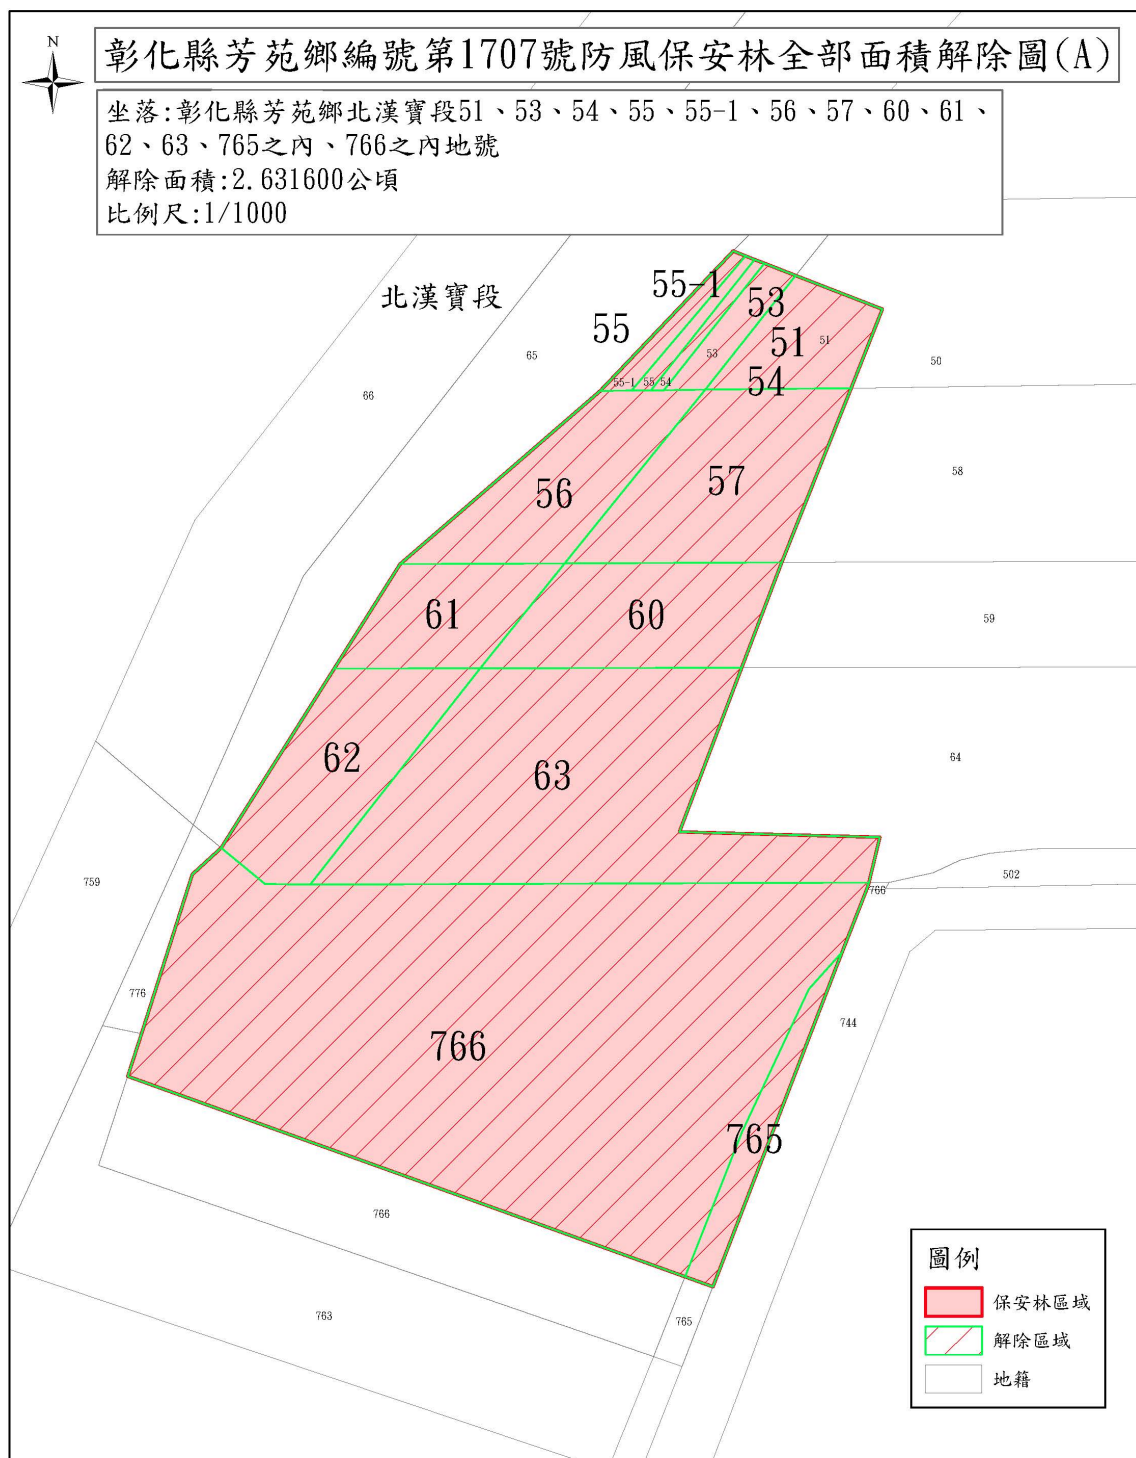 N
彰化縣芳苑鄉編號第1707號防風保安林全部面積解除圖(A)
坐落:彰化縣芳苑鄉北漢寶段51、53、54、55、55-1、56、57、60、61、
62、63、765之內、766之內地號
解除面積:2.631600公頃
比例尺:1/1000
北漢寶段
55-1
53
55
51
51
53
65
50
54
55-1
55
54
66
56
57
58
61
60
59
62
63
64
759
766
502
776
744
766
765
766
763
765
圖例
保安林區域
解除區域
地籍